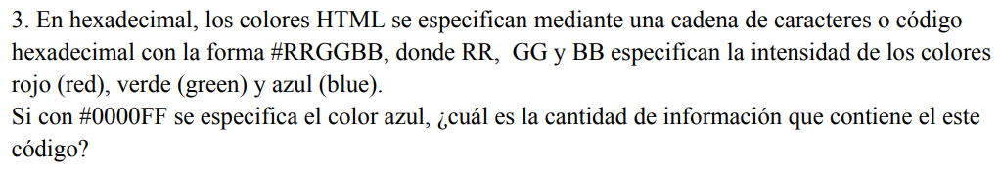 3. En hexadecimal, los colores HTML se especifican mediante una cadena de caracteres o código
hexadecimal con la forma #RRGGBB, donde RR, GG y BB especifican la intensidad de los colores
rojo (red), verde (green) y azul (blue).
Si con #0000FF se especifica el color azul, ¿cuál es la cantidad de información que contiene el este
código?